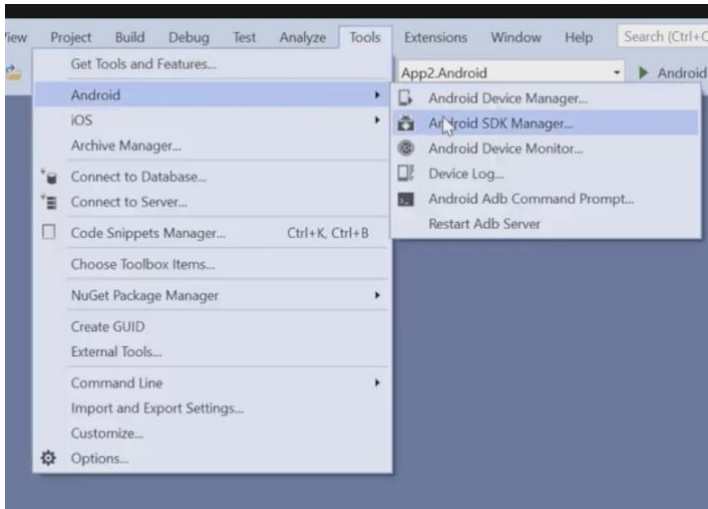 View Project Build Debug Test Analyze Tools Extensions Window Help Search (Ctrl+Q
App2.Android Android
Get Tools and Features...
Android
iOS
Archive Manager...
Connect to Database...
Connect to Server...
Code Snippets Manager... Ctrl+K, Ctrl+B
Choose Toolbox Items...
NuGet Package Manager
Create GUID
External Tools...
Command Line
Import and Export Settings...
Customize...
Options...
Android Device Manager...
Android SDK Manager...
Android Device Monitor...
Device Log...
Android Adb Command Prompt...
Restart Adb Server